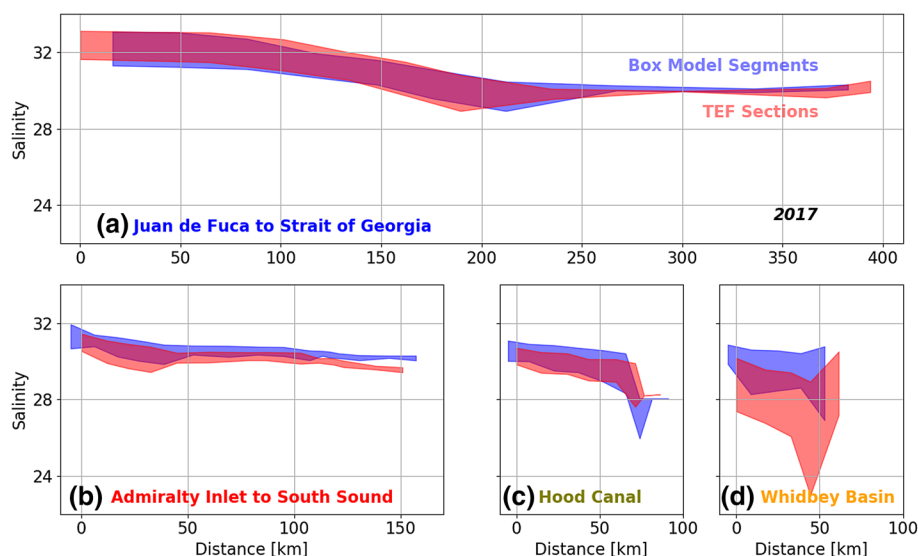 32
28
24
Salinity
Box Model Segments
TEF Sections
2017
(a) Juan de Fuca to Strait of Georgia
0 50 100 150 200 250 300 350 400
32
28
24
Salinity
(b) Admiralty Inlet to South Sound
(c) Hood Canal
(d) Whidbey Basin
0 50 100 150
0 50 100
0 50 100
Distance [km]
Distance [km]
Distance [km]